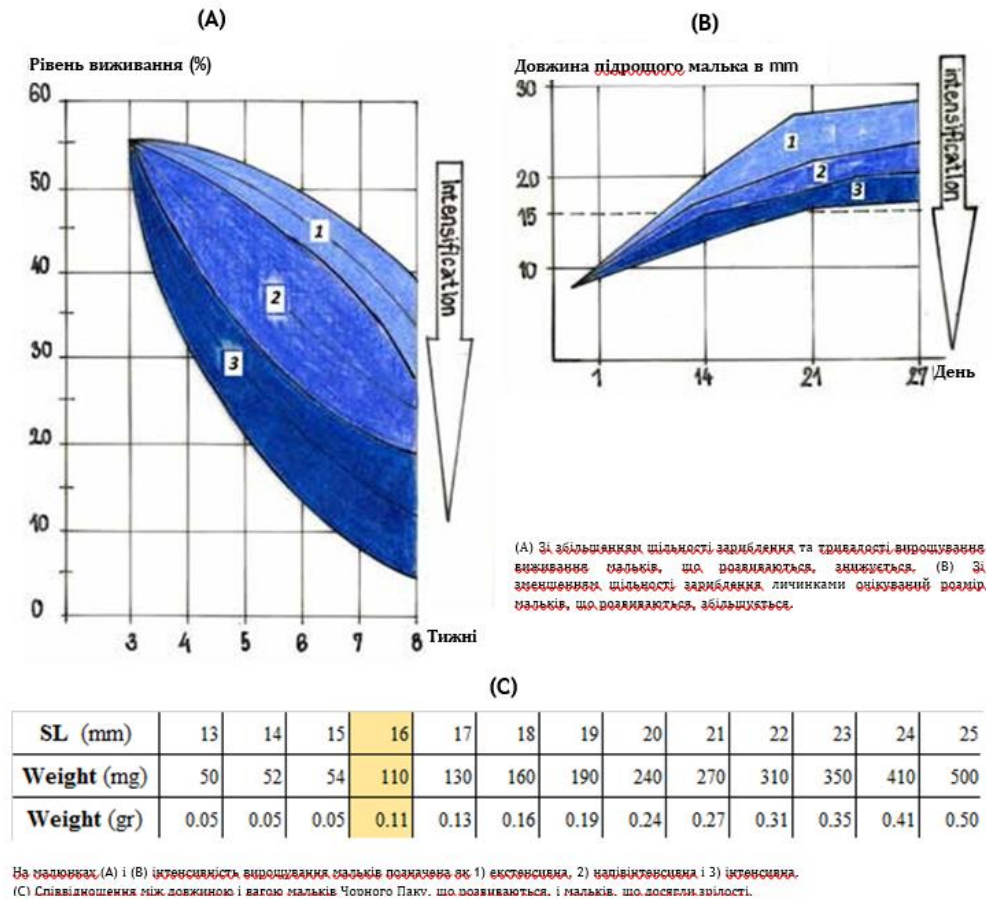 (A)
Рівень виживання (%)
60
50
40
30
20
10
0
3 4 5 6 7 8 Тижні
1
2
3
intensification
(B)
Довжина підрощого малька в mm
30
20
15
10
1 14 21 27 День
1
2
3
intensification
(A) Зі збільшенням щільності зариблення та тривалості вирощування
виживання мальків, що розвиваються, знижується. (B) Зі
зменшенням щільності зариблення личинками очікуваний розмір
мальків, що розвиваються, збільшується.
(C)
SL (mm) 13 14 15 16 17 18 19 20 21 22 23 24 25
Weight (mg) 50 52 54 110 130 160 190 240 270 310 350 410 500
Weight (gr) 0.05 0.05 0.05 0.11 0.13 0.16 0.19 0.24 0.27 0.31 0.35 0.41 0.50
На малюнках (A) і (B) інтенсивність вирощування мальків позначена як 1) екстенсивна, 2) напівінтенсивна і 3) інтенсивна.
(C) Співвідношення між довжиною і вагою мальків Чорного Паку, що розвиваються, і мальків, що досягли зрілості.